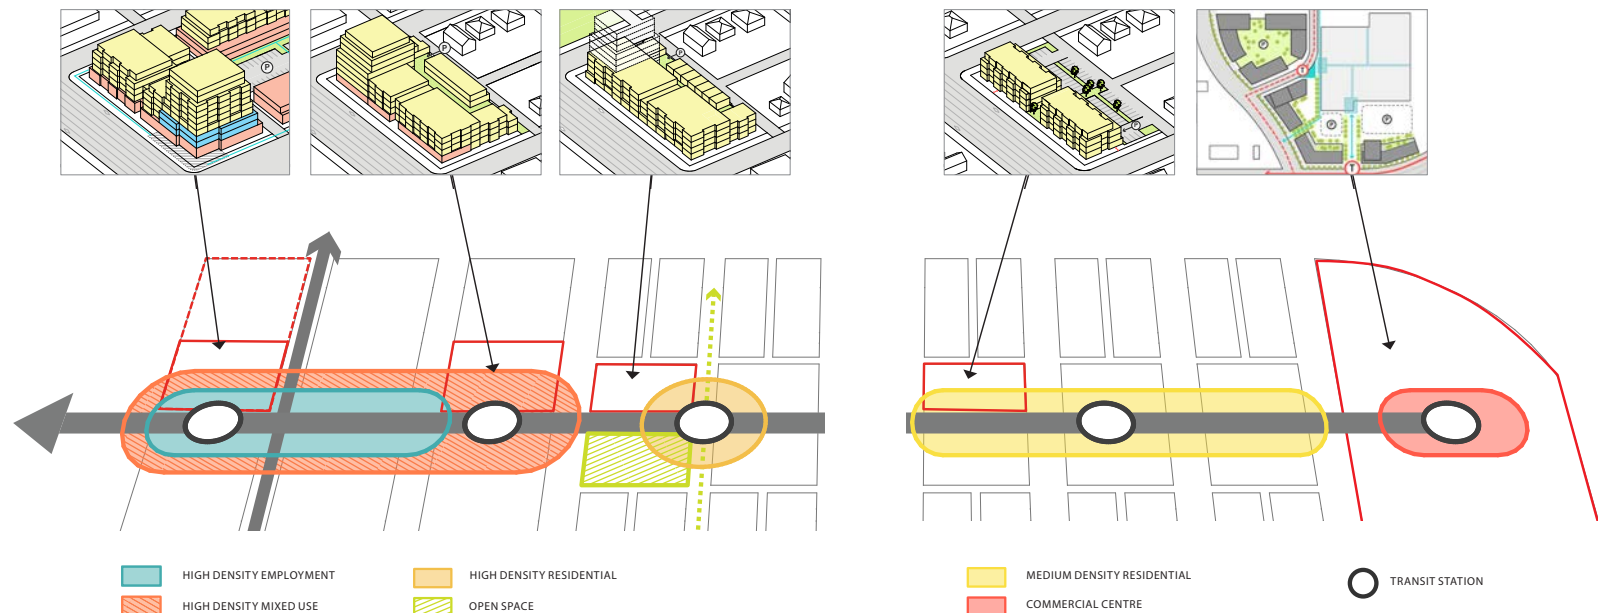 P
P
P
P
P
T
P
P
T
HIGH DENSITY EMPLOYMENT
HIGH DENSITY RESIDENTIAL
MEDIUM DENSITY RESIDENTIAL
TRANSIT STATION
HIGH DENSITY MIXED USE
OPEN SPACE
COMMERCIAL CENTRE